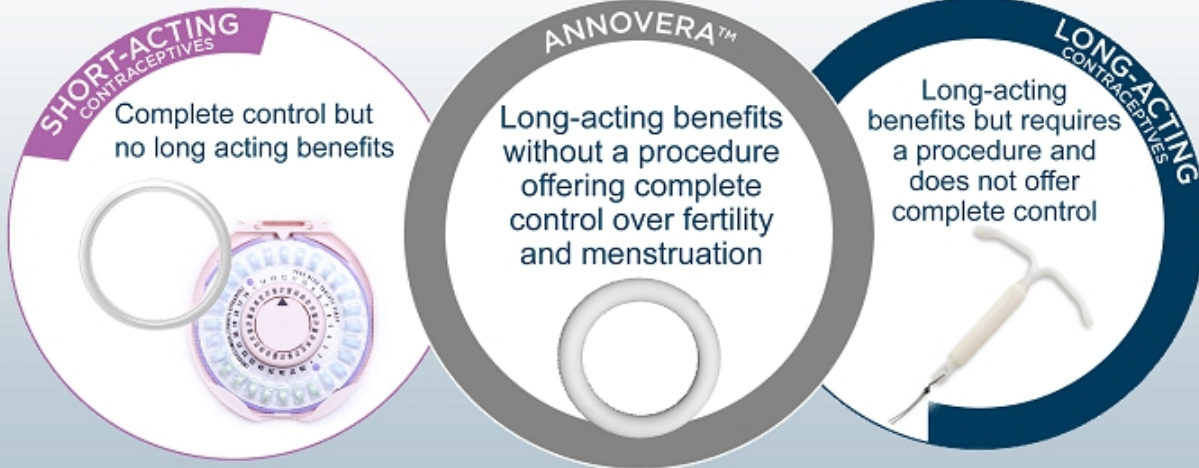 SHORT-ACTING
CONTRACEPTIVES
Complete control but
no long acting benefits
ANNOVERA™
Long-acting benefits
without a procedure
offering complete
control over fertility
and menstruation
LONG-ACTING
CONTRACEPTIVES
Long-acting
benefits but requires
a procedure and
does not offer
complete control